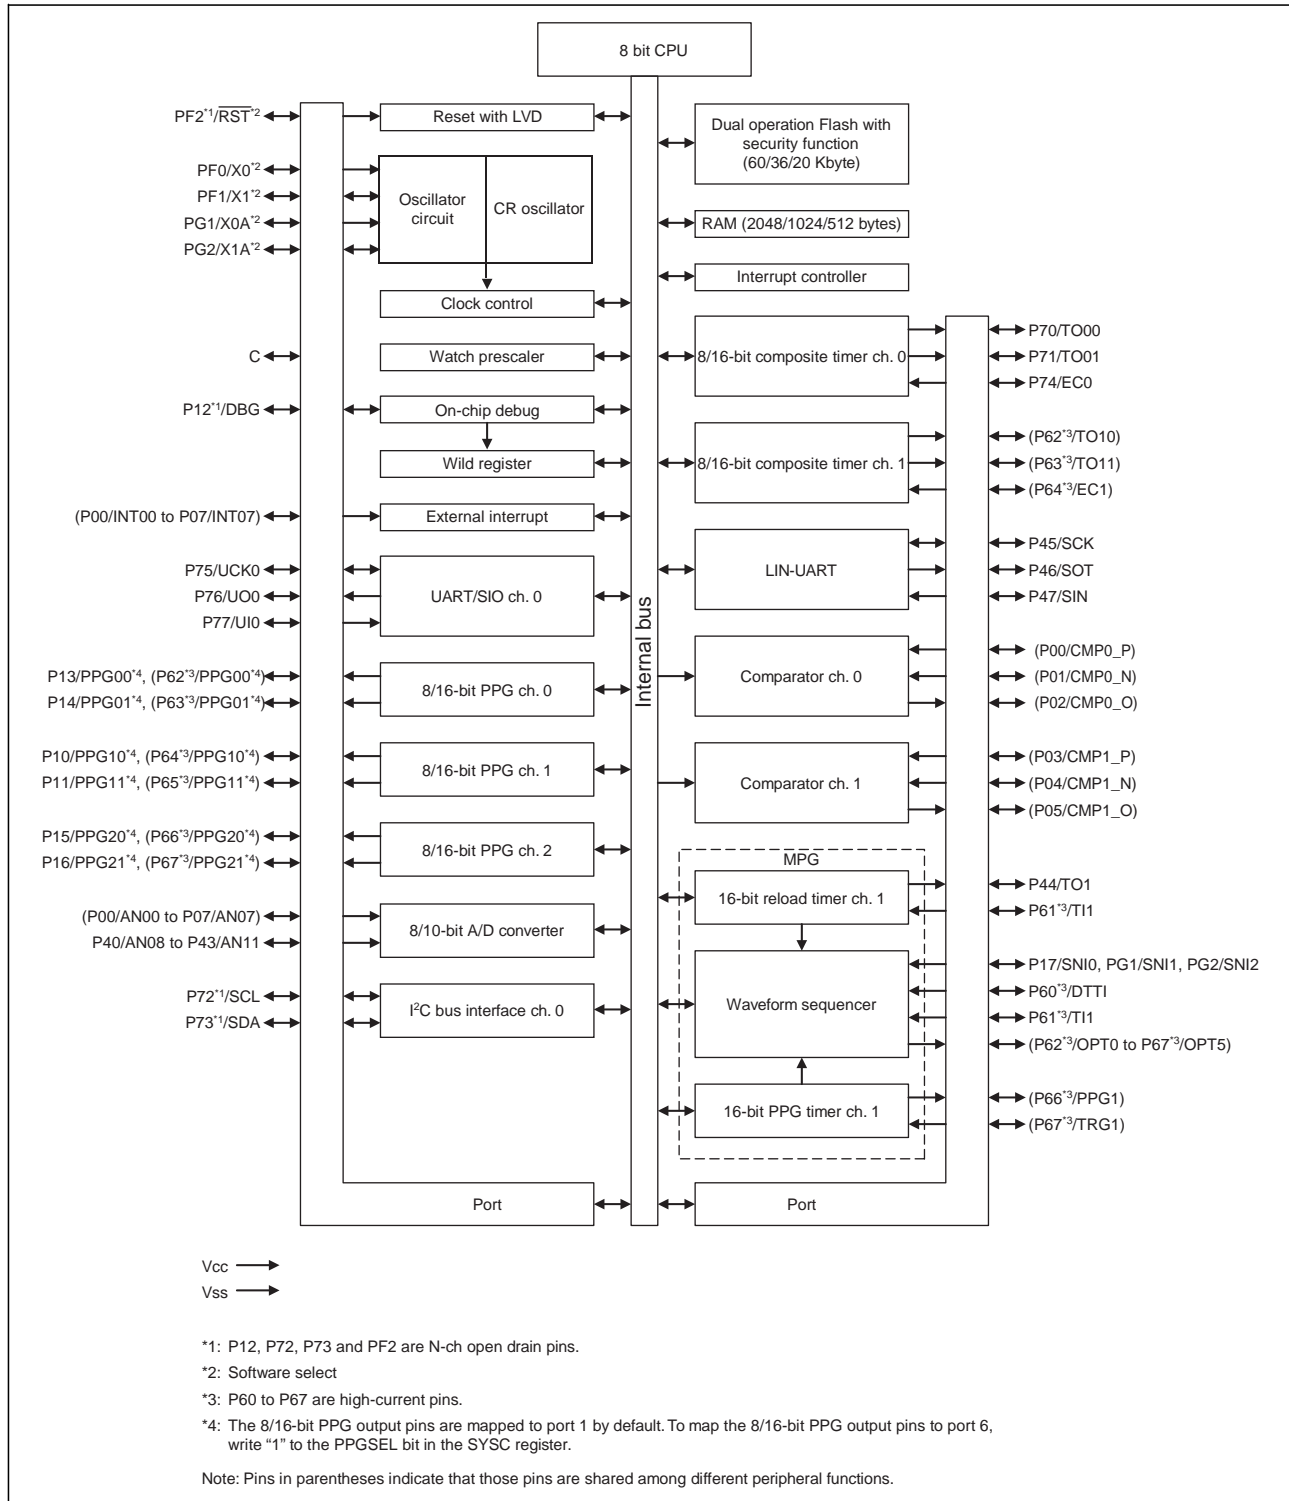 8 bit CPU
PF2*1/RST*2
PF0/X0*2
PF1/X1*2
PG1/X0A*2
PG2/X1A*2
C
P12*1/DBG
(P00/INT00 to P07/INT07)
P75/UCK0
P76/UO0
P77/UI0
P13/PPG00*4, (P62*3/PPG00*4)
P14/PPG01*4, (P63*3/PPG01*4)
P10/PPG10*4, (P64*3/PPG10*4)
P11/PPG11*4, (P65*3/PPG11*4)
P15/PPG20*4, (P66*3/PPG20*4)
P16/PPG21*4, (P67*3/PPG21*4)
(P00/AN00 to P07/AN07)
P40/AN08 to P43/AN11
P72*1/SCL
P73*1/SDA
Reset with LVD
Oscillator
circuit
CR oscillator
Clock control
Watch prescaler
On-chip debug
Wild register
External interrupt
UART/SIO ch. 0
8/16-bit PPG ch. 0
8/16-bit PPG ch. 1
8/16-bit PPG ch. 2
8/10-bit A/D converter
I2C bus interface ch. 0
Port
Internal bus
Dual operation Flash with
security function
(60/36/20 Kbyte)
RAM (2048/1024/512 bytes)
Interrupt controller
8/16-bit composite timer ch. 0
8/16-bit composite timer ch. 1
LIN-UART
Comparator ch. 0
Comparator ch. 1
MPG
16-bit reload timer ch. 1
Waveform sequencer
16-bit PPG timer ch. 1
Port
P70/TO00
P71/TO01
P74/EC0
(P62*3/TO10)
(P63*3/TO11)
(P64*3/EC1)
P45/SCK
P46/SOT
P47/SIN
(P00/CMP0_P)
(P01/CMP0_N)
(P02/CMP0_O)
(P03/CMP1_P)
(P04/CMP1_N)
(P05/CMP1_O)
P44/TO1
P61*3/TI1
P17/SNI0, PG1/SNI1, PG2/SNI2
P60*3/DTTI
P61*3/TI1
(P62*3/OPT0 to P67*3/OPT5)
(P66*3/PPG1)
(P67*3/TRG1)
Vcc
Vss
*1: P12, P72, P73 and PF2 are N-ch open drain pins.
*2: Software select
*3: P60 to P67 are high-current pins.
*4: The 8/16-bit PPG output pins are mapped to port 1 by default. To map the 8/16-bit PPG output pins to port 6,
write “1” to the PPGSEL bit in the SYSC register.
Note: Pins in parentheses indicate that those pins are shared among different peripheral functions.